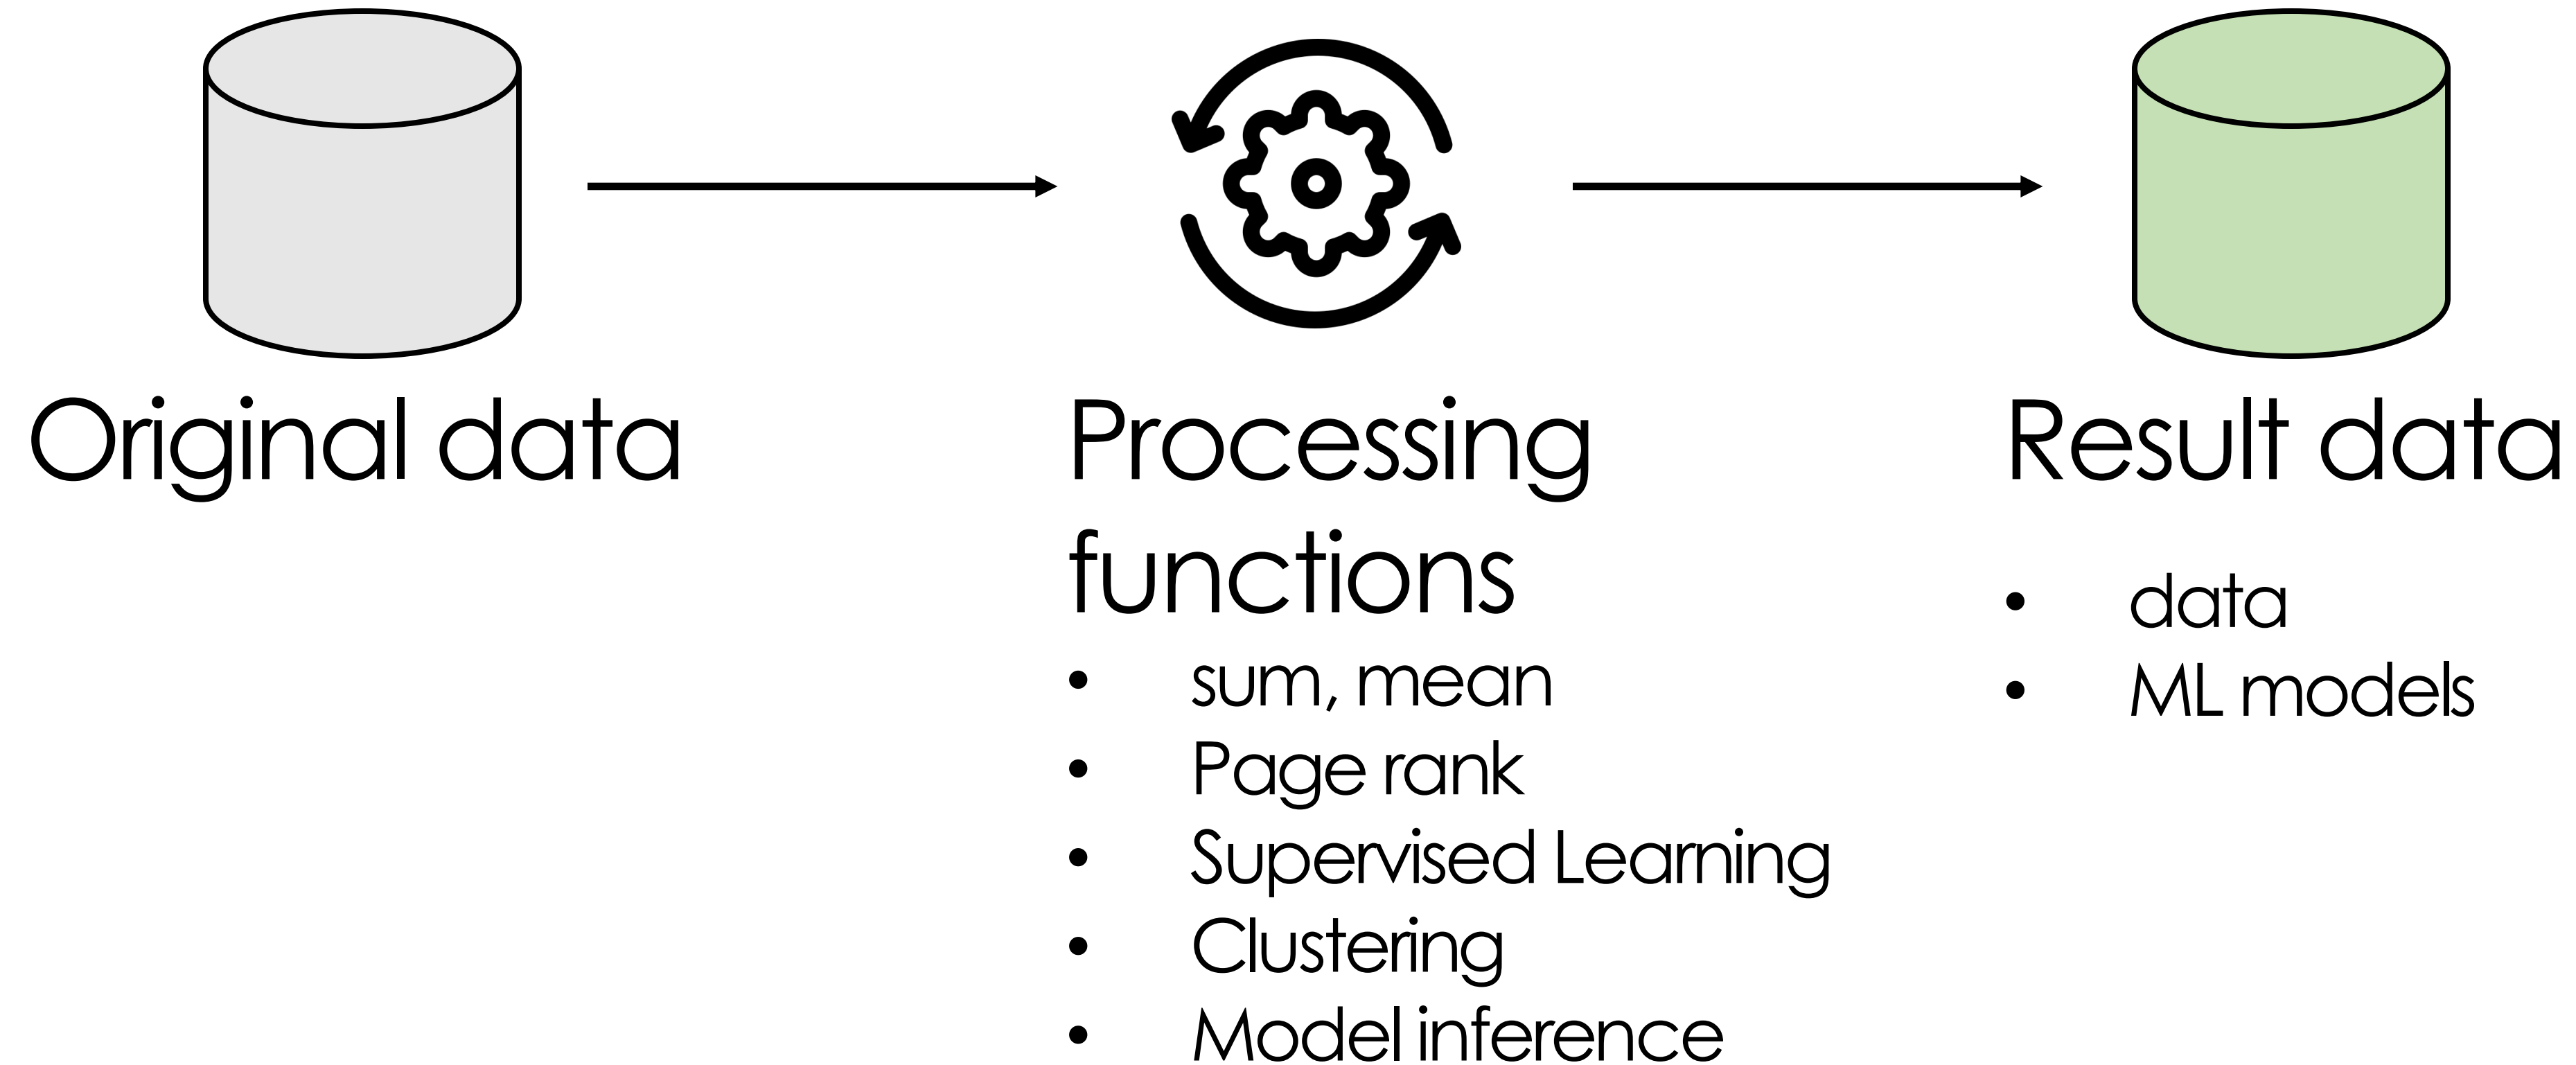 Original data
Processing
functions
• sum, mean
• Page rank
• Supervised Learning
• Clustering
• Model inference
Result data
• data
• ML models